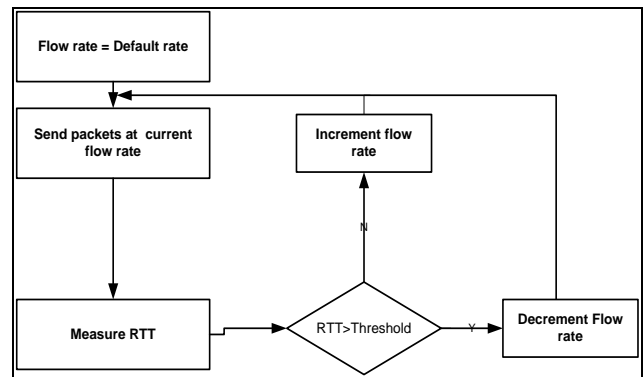 Flow rate = Default rate
Send packets at current
flow rate
Increment flow
rate
N
Measure RTT
RTT>Threshold
Y
Decrement Flow
rate